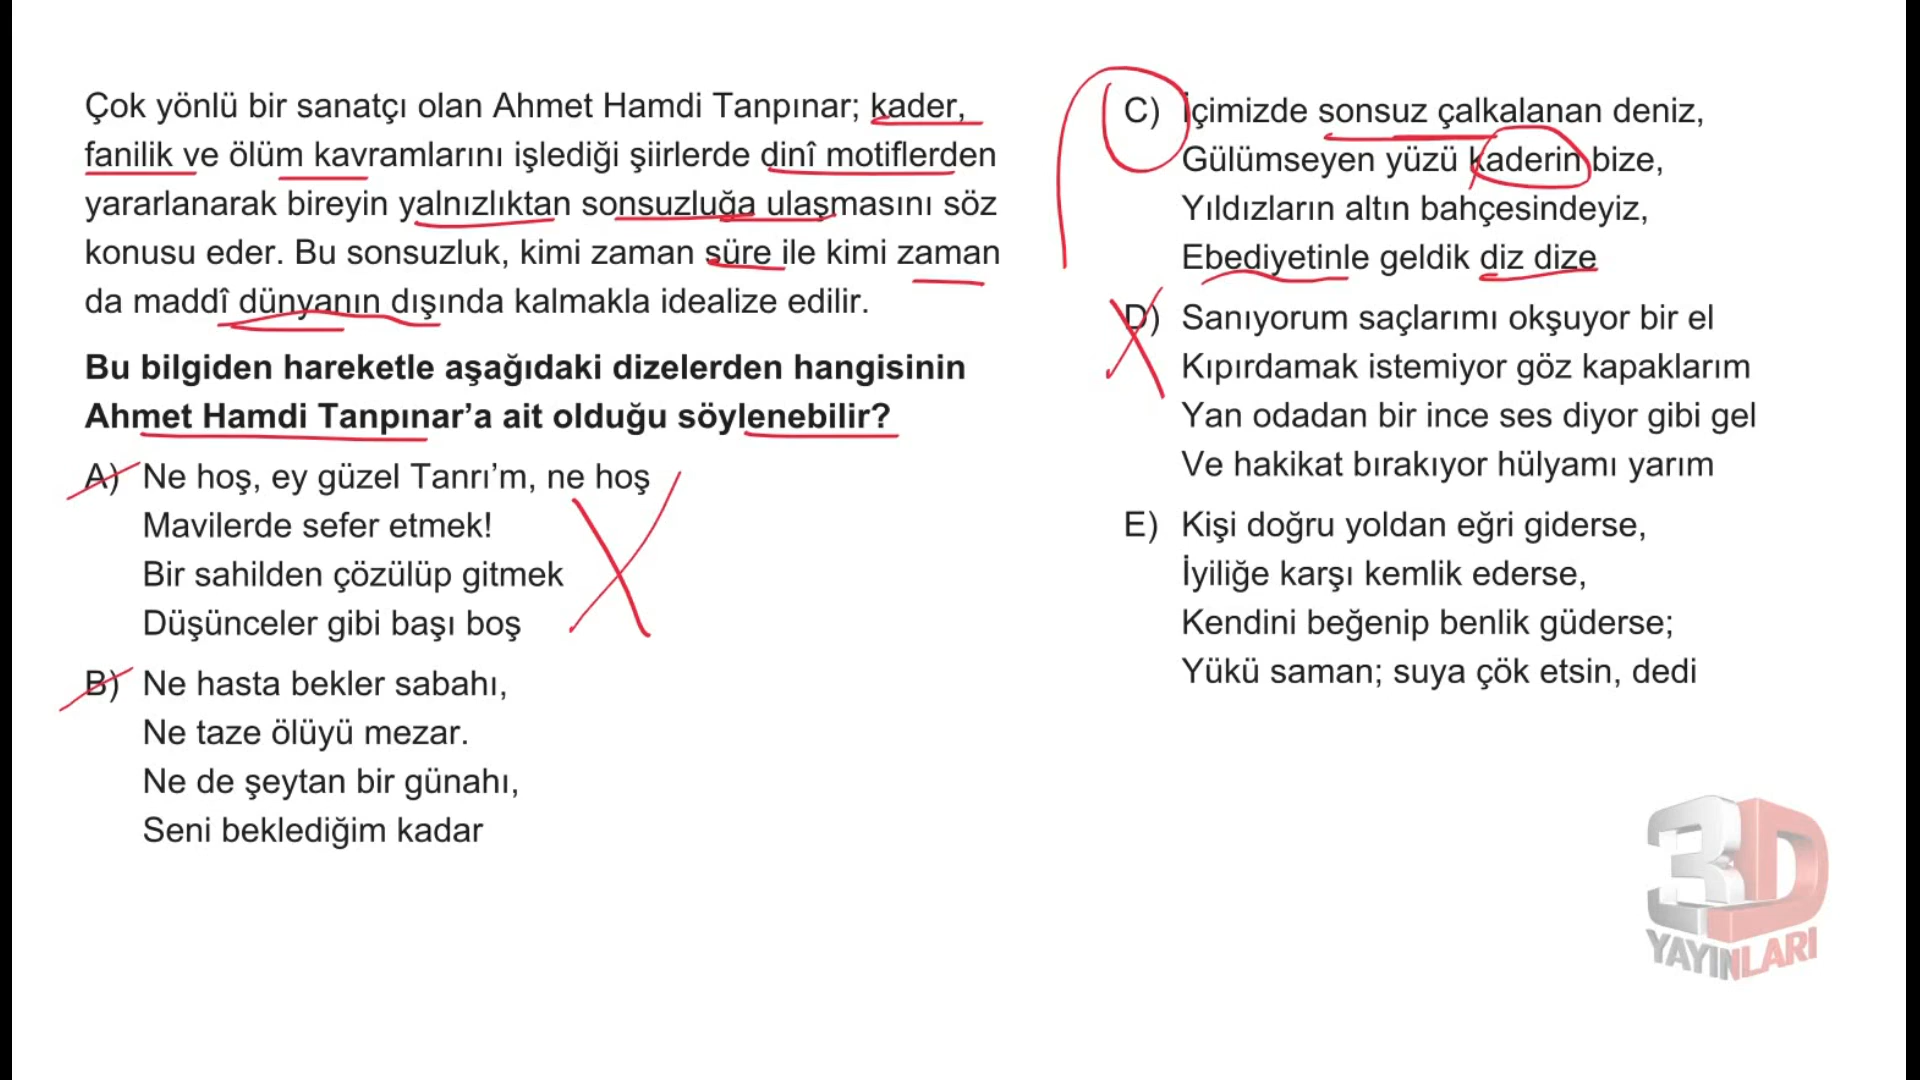 Çok yönlü bir sanatçı olan Ahmet Hamdi Tanpınar; kader,
fanilik ve ölüm kavramlarını işlediği şiirlerde dinî motiflerden
yararlanarak bireyin yalnızlıktan sonsuzluğa ulaşmasını söz
konusu eder. Bu sonsuzluk, kimi zaman süre ile kimi zaman
da maddî dünyanın dışında kalmakla idealize edilir.
Bu bilgiden hareketle aşağıdaki dizelerden hangisinin
Ahmet Hamdi Tanpınar’a ait olduğu söylenebilir?
A) Ne hoş, ey güzel Tanrı’m, ne hoş
Mavilerde sefer etmek!
Bir sahilden çözülüp gitmek
Düşünceler gibi başı boş
B) Ne hasta bekler sabahı,
Ne taze ölüyü mezar.
Ne de şeytan bir günahı,
Seni beklediğim kadar
C) İçimizde sonsuz çalkalanan deniz,
Gülümseyen yüzü kaderin bize,
Yıldızların altın bahçesindeyiz,
Ebediyetinle geldik diz dize
D) Sanıyorum saçlarımı okşuyor bir el
Kıpırdamak istemiyor göz kapaklarım
Yan odadan bir ince ses diyor gibi gel
Ve hakikat bırakıyor hülyamı yarım
E) Kişi doğru yoldan eğri giderse,
İyiliğe karşı kemlik ederse,
Kendini beğenip benlik güderse;
Yükü saman; suya çök etsin, dedi
3D
YAYINLARI